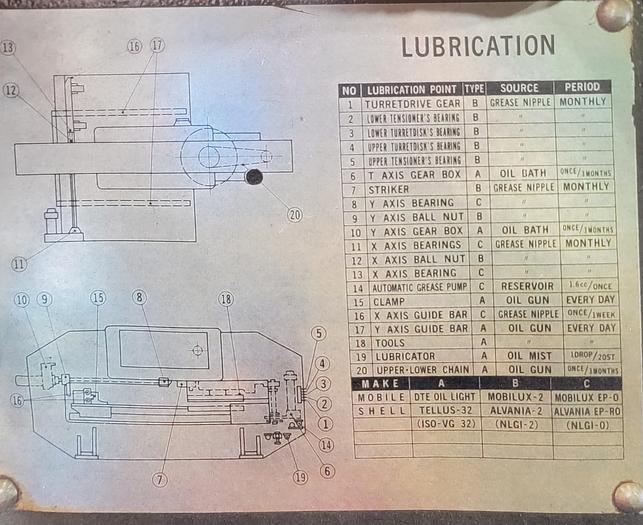 LUBRICATION
NO LUBRICATION POINT TYPE SOURCE PERIOD
1 TURRETDRIVE GEAR B GREASE NIPPLE MONTHLY
2 LOWER TENSIONER'S BEARING B " "
3 LOWER TURRETDISK'S BEARING B " "
4 UPPER TURRETDISK'S BEARING B " "
5 UPPER TENSIONER'S BEARING B " "
6 T AXIS GEAR BOX A OIL BATH ONCE/3MONTHS
7 STRIKER B GREASE NIPPLE MONTHLY
8 Y AXIS BEARING C " "
9 Y AXIS BALL NUT B " "
10 Y AXIS GEAR BOX A OIL BATH ONCE/3MONTHS
11 X AXIS BEARINGS C GREASE NIPPLE MONTHLY
12 X AXIS BALL NUT B " "
13 X AXIS BEARING C " "
14 AUTOMATIC GREASE PUMP C RESERVOIR 1.6cc/ONCE
15 CLAMP A OIL GUN EVERY DAY
16 X AXIS GUIDE BAR C GREASE NIPPLE ONCE/1WEEK
17 Y AXIS GUIDE BAR A OIL GUN EVERY DAY
18 TOOLS A " "
19 LUBRICATOR A OIL MIST 1DROP/20ST.
20 UPPER-LOWER CHAIN A OIL GUN ONCE/3MONTHS
MAKE A B C
MOBILE DTE OIL LIGHT MOBILUX-2 MOBILUX EP-0
SHELL TELLUS-32 ALVANIA-2 ALVANIA EP-RO
(ISO-VG 32) (NLGI-2) (NLGI-0)
13 16 17
12
20
11
10 9 15 8 18
5
4
3
2
1
16
14
7 19 6